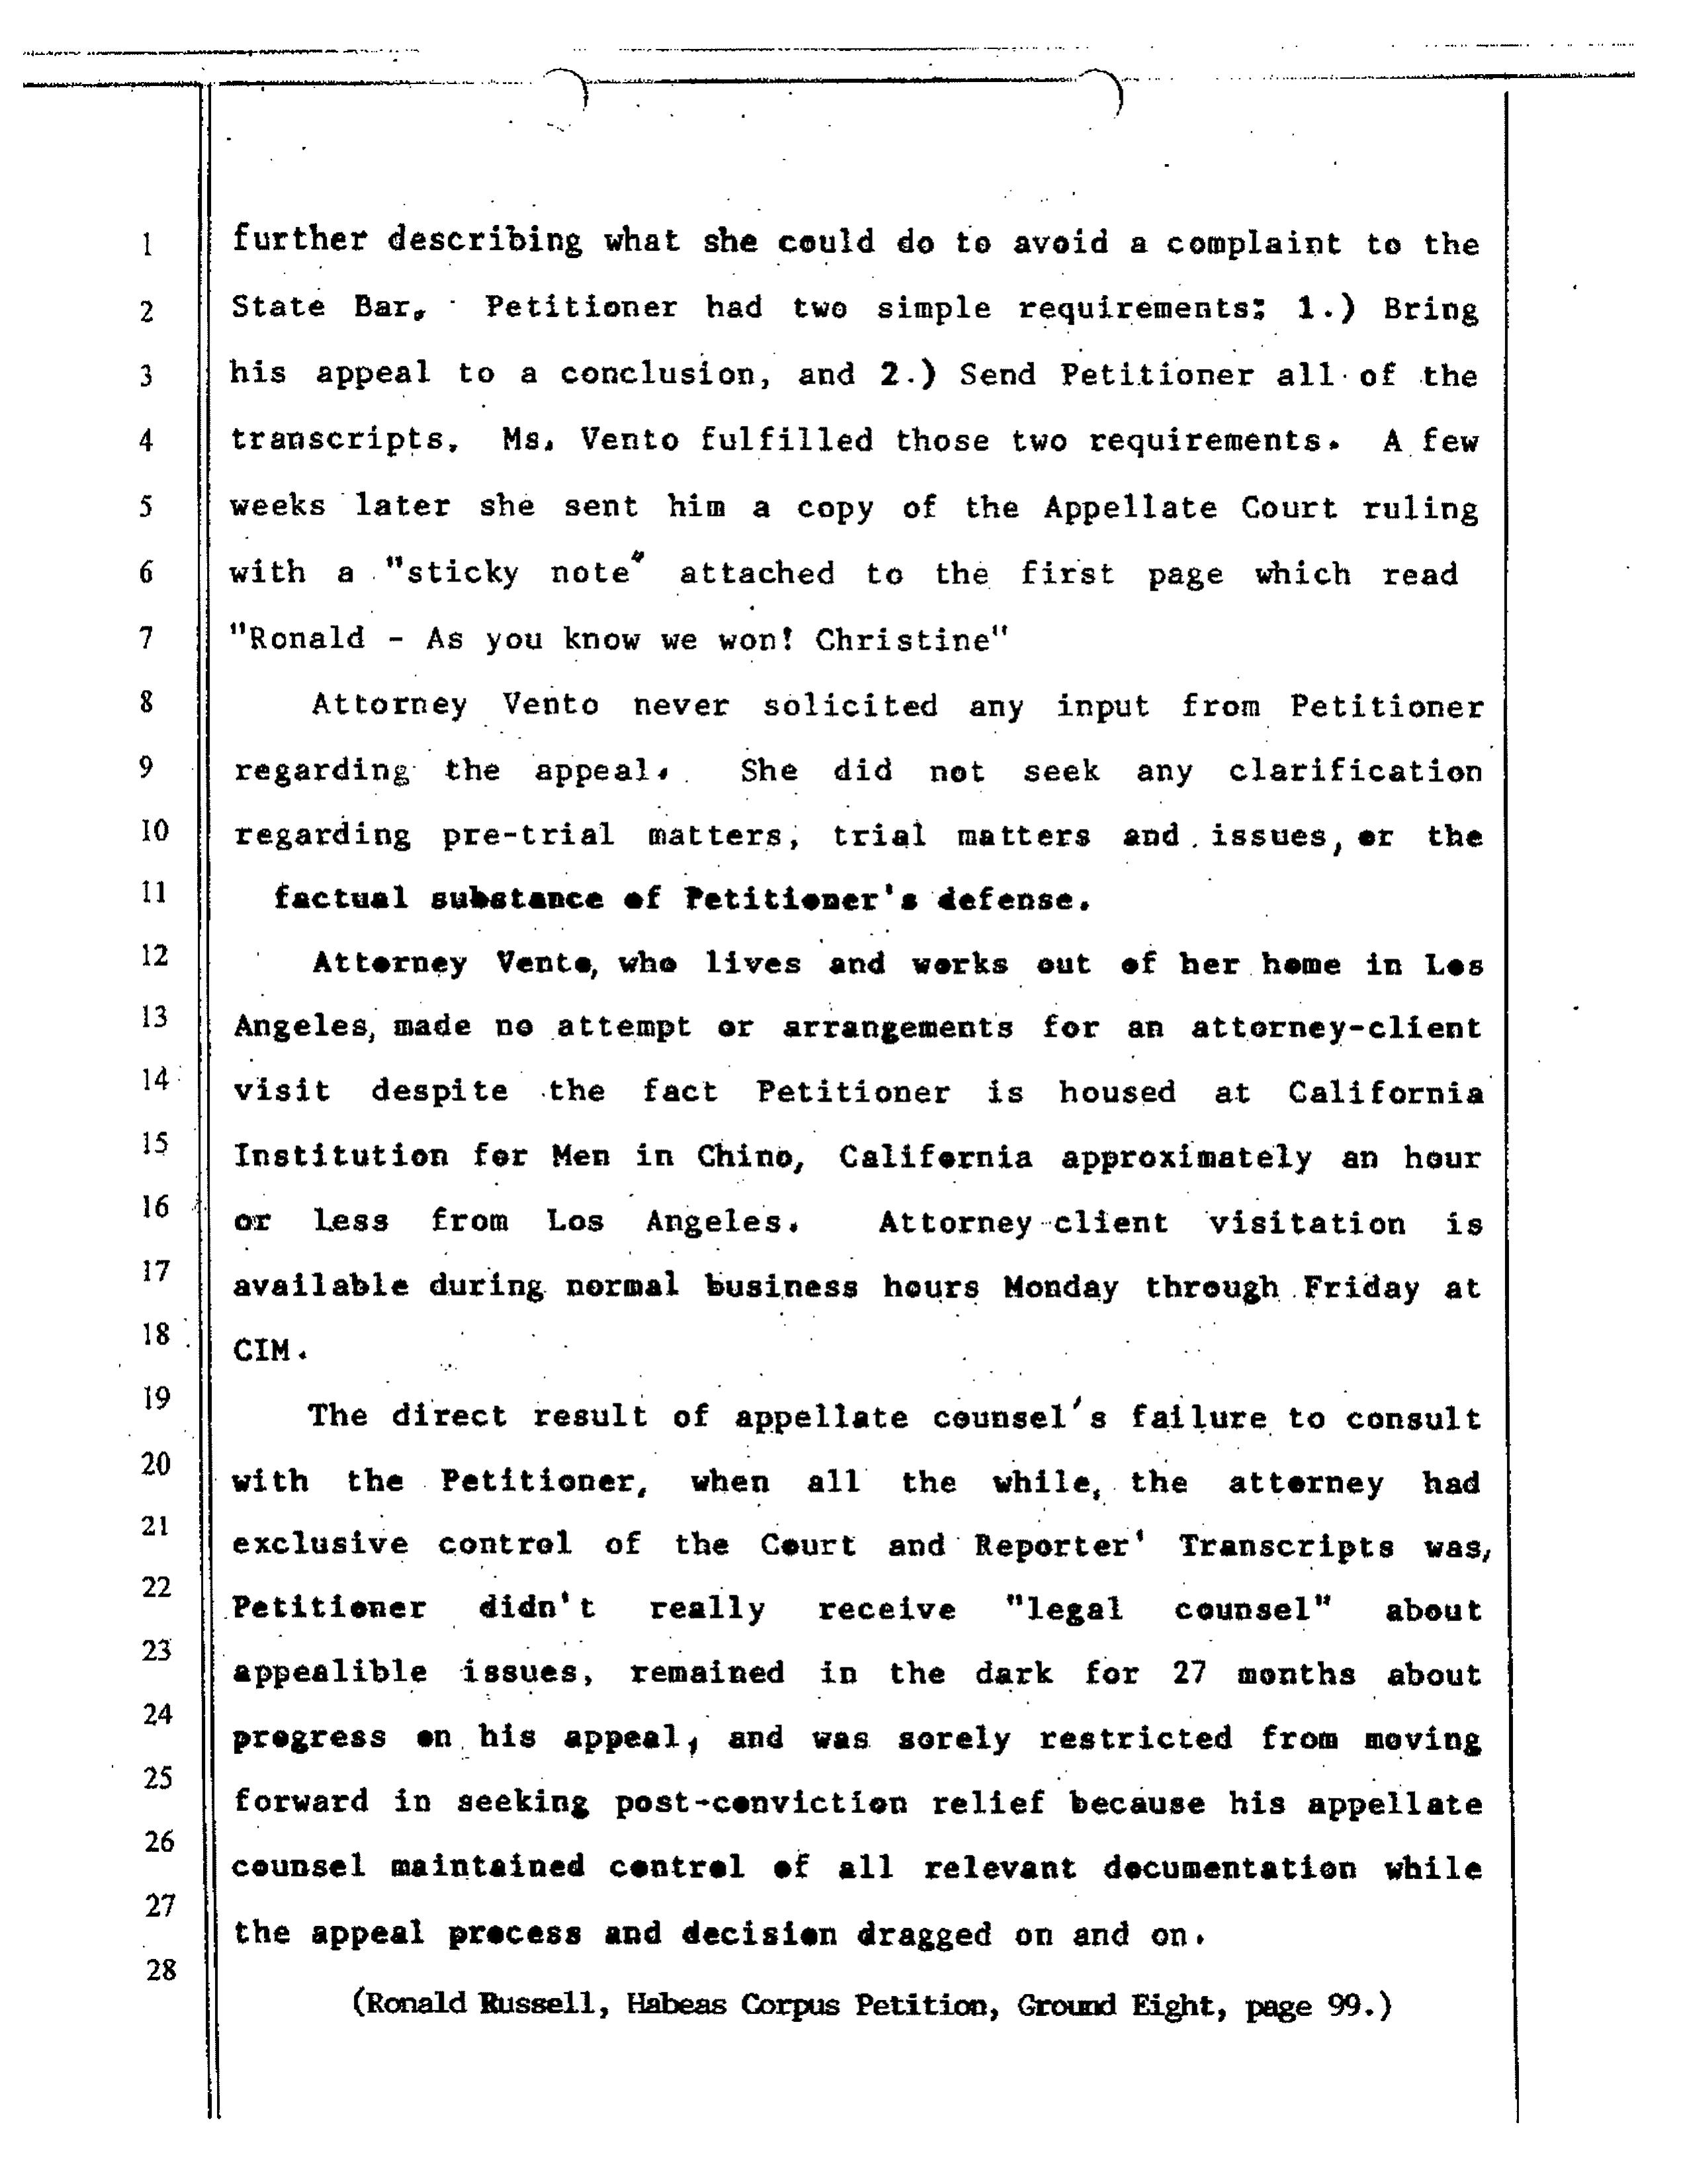 1 further describing what she could do to avoid a complaint to the
2 State Bar. Petitioner had two simple requirements: 1.) Bring
3 his appeal to a conclusion, and 2.) Send Petitioner all of the
4 transcripts. Ms. Vento fulfilled those two requirements. A few
5 weeks later she sent him a copy of the Appellate Court ruling
6 with a "sticky note" attached to the first page which read
7 "Ronald - As you know we won! Christine"
8 Attorney Vento never solicited any input from Petitioner
9 regarding the appeal. She did not seek any clarification
10 regarding pre-trial matters, trial matters and issues, or the
11 factual substance of Petitioner's defense.
12 Attorney Vento, who lives and works out of her home in Los
13 Angeles, made no attempt or arrangements for an attorney-client
14 visit despite the fact Petitioner is housed at California
15 Institution for Men in Chino, California approximately an hour
16 or less from Los Angeles. Attorney-client visitation is
17 available during normal business hours Monday through Friday at
18 CIM.
19 The direct result of appellate counsel's failure to consult
20 with the Petitioner, when all the while, the attorney had
21 exclusive control of the Court and Reporter' Transcripts was,
22 Petitioner didn't really receive "legal counsel" about
23 appealible issues, remained in the dark for 27 months about
24 progress on his appeal, and was sorely restricted from moving
25 forward in seeking post-conviction relief because his appellate
26 counsel maintained control of all relevant documentation while
27 the appeal process and decision dragged on and on.
28
(Ronald Russell, Habeas Corpus Petition, Ground Eight, page 99.)